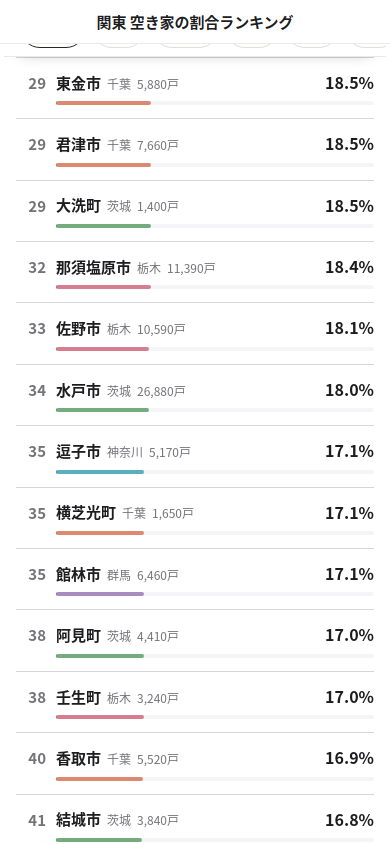 関東 空き家の割合ランキング
29 東金市 千葉 5,880戸 18.5%
29 君津市 千葉 7,660戸 18.5%
29 大洗町 茨城 1,400戸 18.5%
32 那須塩原市 栃木 11,390戸 18.4%
33 佐野市 栃木 10,590戸 18.1%
34 水戸市 茨城 26,880戸 18.0%
35 逗子市 神奈川 5,170戸 17.1%
35 横芝光町 千葉 1,650戸 17.1%
35 館林市 群馬 6,460戸 17.1%
38 阿見町 茨城 4,410戸 17.0%
38 壬生町 栃木 3,240戸 17.0%
40 香取市 千葉 5,520戸 16.9%
41 結城市 茨城 3,840戸 16.8%